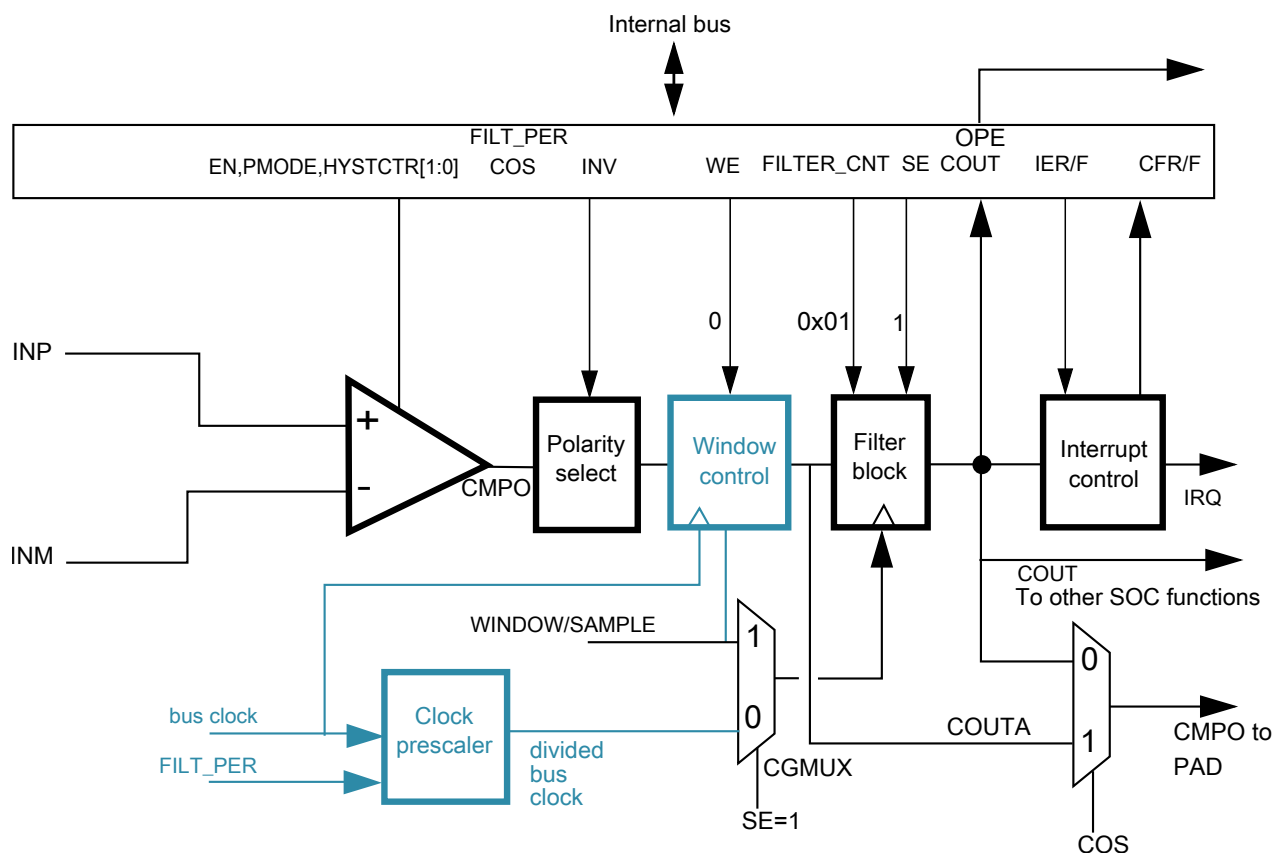 Internal bus
FILT_PER
OPE
EN,PMODE,HYSTCTR[1:0] COS INV WE FILTER_CNT SE COUT IER/F CFR/F
0 0x01 1
INP
+
-
INM
CMPO
Polarity
select
Window
control
Filter
block
Interrupt
control
IRQ
COUT
To other SOC functions
WINDOW/SAMPLE
1
0
CGMUX
SE=1
bus clock
FILT_PER
Clock
prescaler
divided
bus
clock
COUTA
0
1
CMPO to
PAD
COS